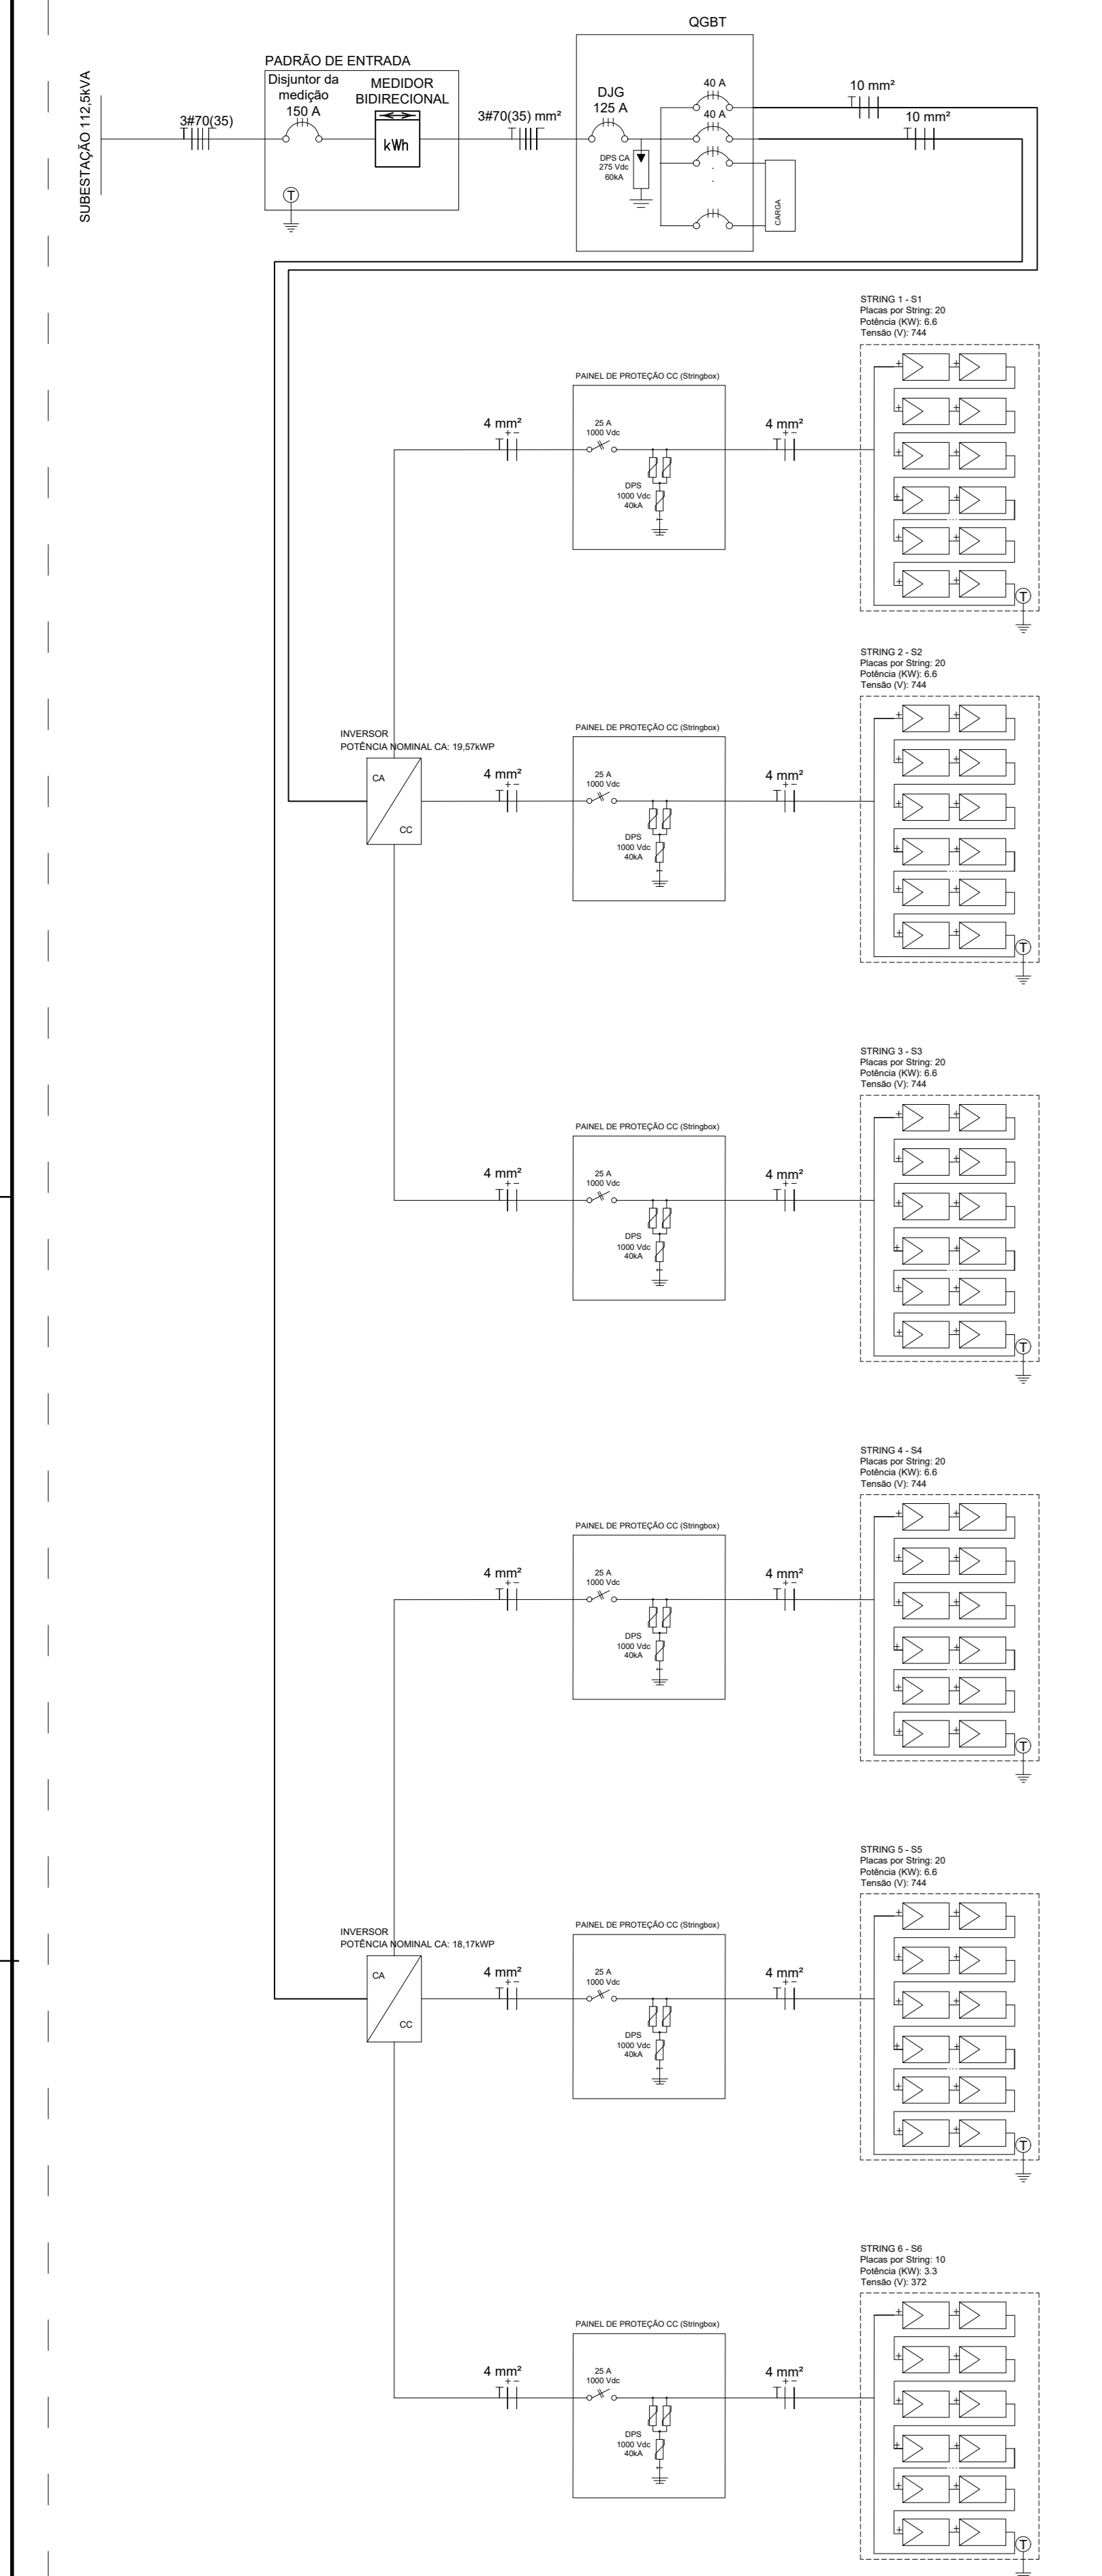 QGBT
PADRÃO DE ENTRADA
Disjuntor da
medição
150 A
MEDIDOR
BIDIRECIONAL
kWh
T
SUBESTAÇÃO 112,5kVA
3#70(35)
3#70(35) mm²
DJG
125 A
DPS CA
275 Vdc
60kA
40 A
40 A
CARGA
10 mm²
10 mm²
STRING 1 - S1
Placas por String: 20
Potência (KW): 6.6
Tensão (V): 744
PAINEL DE PROTEÇÃO CC (Stringbox)
4 mm²
+ -
25 A
1000 Vdc
DPS
1000 Vdc
40kA
4 mm²
+ -
T
STRING 2 - S2
Placas por String: 20
Potência (KW): 6.6
Tensão (V): 744
PAINEL DE PROTEÇÃO CC (Stringbox)
INVERSOR
POTÊNCIA NOMINAL CA: 19,57kWP
CA
CC
4 mm²
+ -
25 A
1000 Vdc
DPS
1000 Vdc
40kA
4 mm²
+ -
T
STRING 3 - S3
Placas por String: 20
Potência (KW): 6.6
Tensão (V): 744
PAINEL DE PROTEÇÃO CC (Stringbox)
4 mm²
+ -
25 A
1000 Vdc
DPS
1000 Vdc
40kA
4 mm²
+ -
T
STRING 4 - S4
Placas por String: 20
Potência (KW): 6.6
Tensão (V): 744
PAINEL DE PROTEÇÃO CC (Stringbox)
4 mm²
+ -
25 A
1000 Vdc
DPS
1000 Vdc
40kA
4 mm²
+ -
T
STRING 5 - S5
Placas por String: 20
Potência (KW): 6.6
Tensão (V): 744
PAINEL DE PROTEÇÃO CC (Stringbox)
INVERSOR
POTÊNCIA NOMINAL CA: 18,17kWP
CA
CC
4 mm²
+ -
25 A
1000 Vdc
DPS
1000 Vdc
40kA
4 mm²
+ -
T
STRING 6 - S6
Placas por String: 10
Potência (KW): 3.3
Tensão (V): 372
PAINEL DE PROTEÇÃO CC (Stringbox)
4 mm²
+ -
25 A
1000 Vdc
DPS
1000 Vdc
40kA
4 mm²
+ -
T